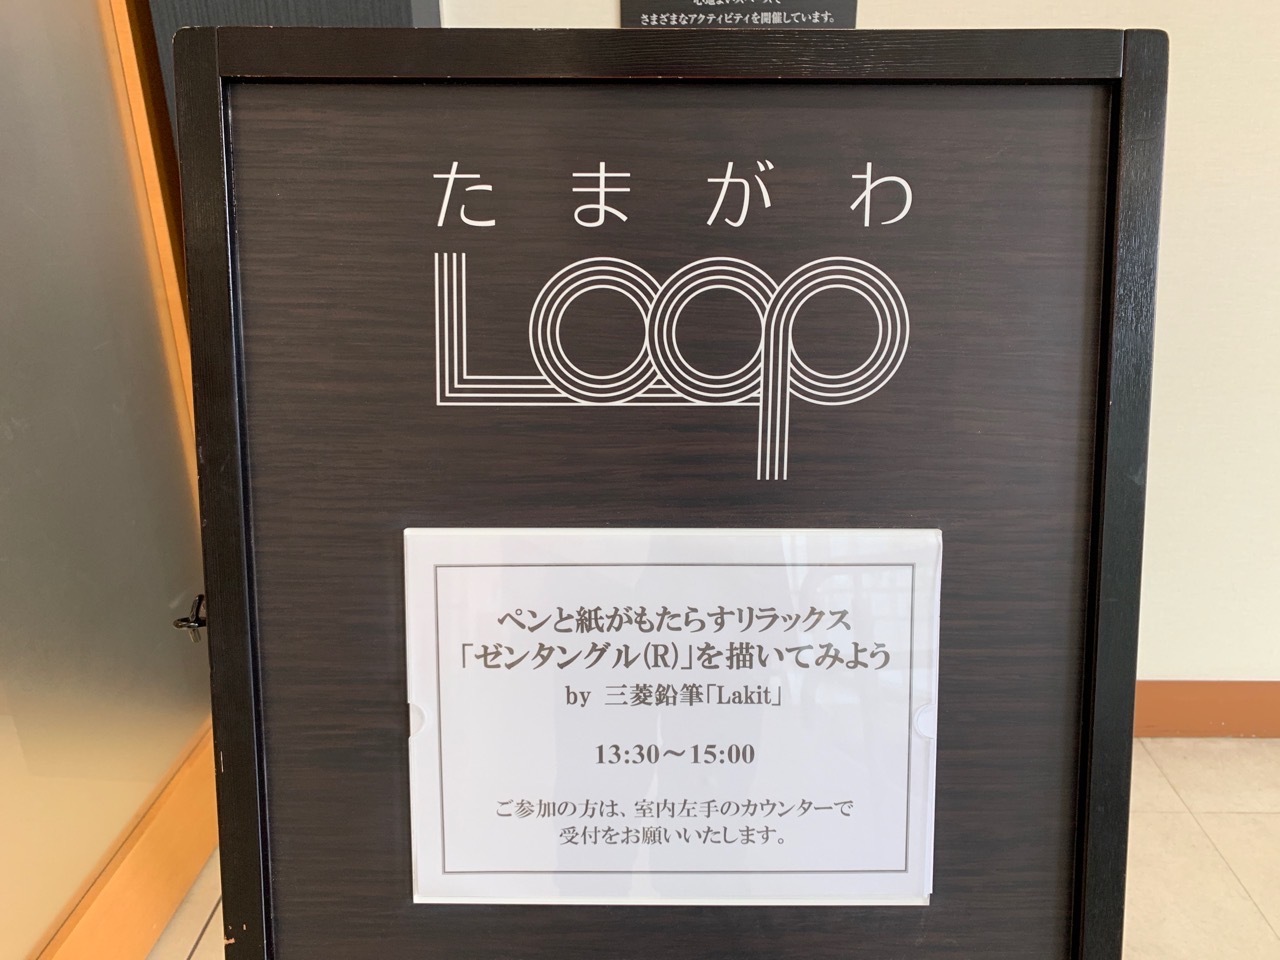 さまざまなアクティビティを開催しています。
たまがわ
Loop
ペンと紙がもたらすリラックス
「ゼンタングル(R)」を描いてみよう
by 三菱鉛筆「Lakit」
13:30～15:00
ご参加の方は、室内左手のカウンターで
受付をお願いいたします。